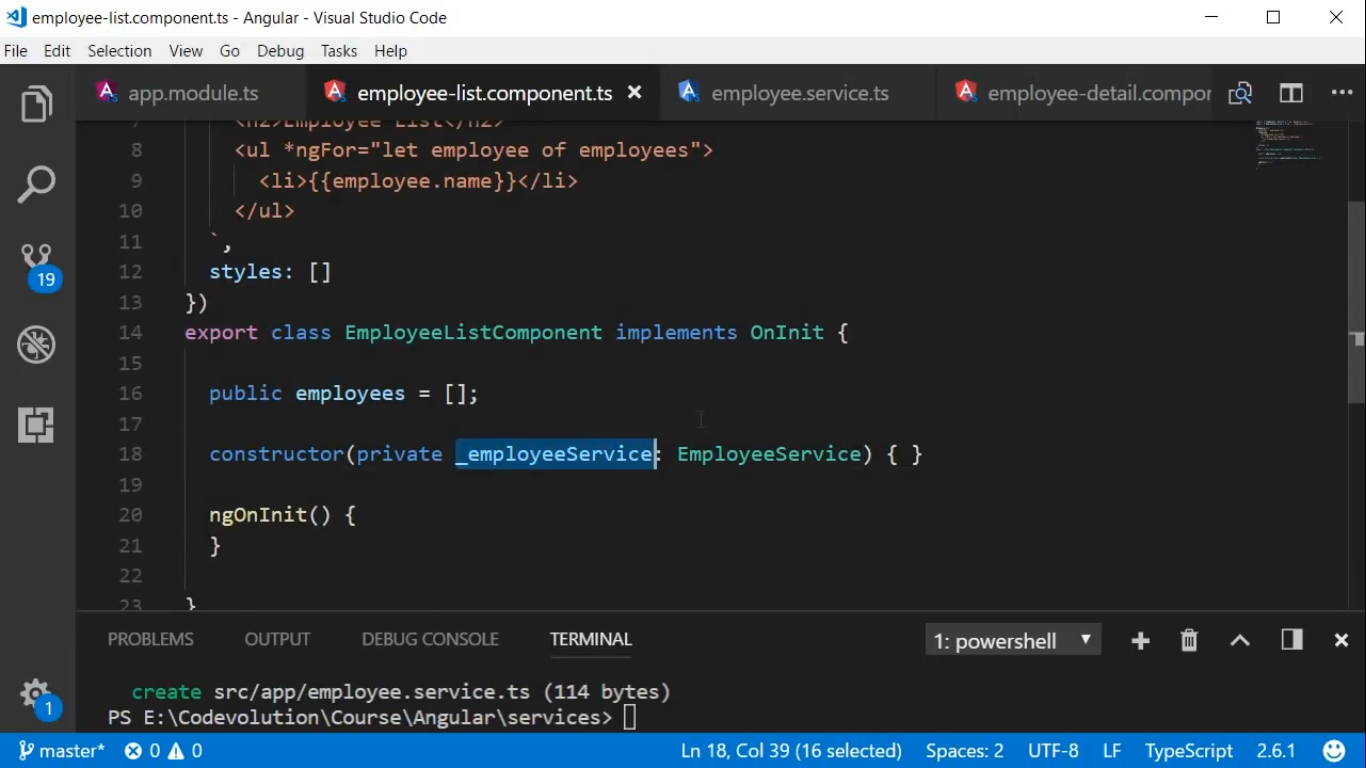 employee-list.component.ts - Angular - Visual Studio Code
File Edit Selection View Go Debug Tasks Help
app.module.ts employee-list.component.ts employee.service.ts employee-detail.compor
7 <h2>Employee List</h2>
8 <ul *ngFor="let employee of employees">
9 <li>{{employee.name}}</li>
10 </ul>
11 `,
12 styles: []
13 })
14 export class EmployeeListComponent implements OnInit {
15
16 public employees = [];
17
18 constructor(private _employeeService: EmployeeService) { }
19
20 ngOnInit() {
21 }
22
23 }
19
1
PROBLEMS OUTPUT DEBUG CONSOLE TERMINAL 1: powershell
create src/app/employee.service.ts (114 bytes)
PS E:\Codevolution\Course\Angular\services>
master* 0 0 Ln 18, Col 39 (16 selected) Spaces: 2 UTF-8 LF TypeScript 2.6.1